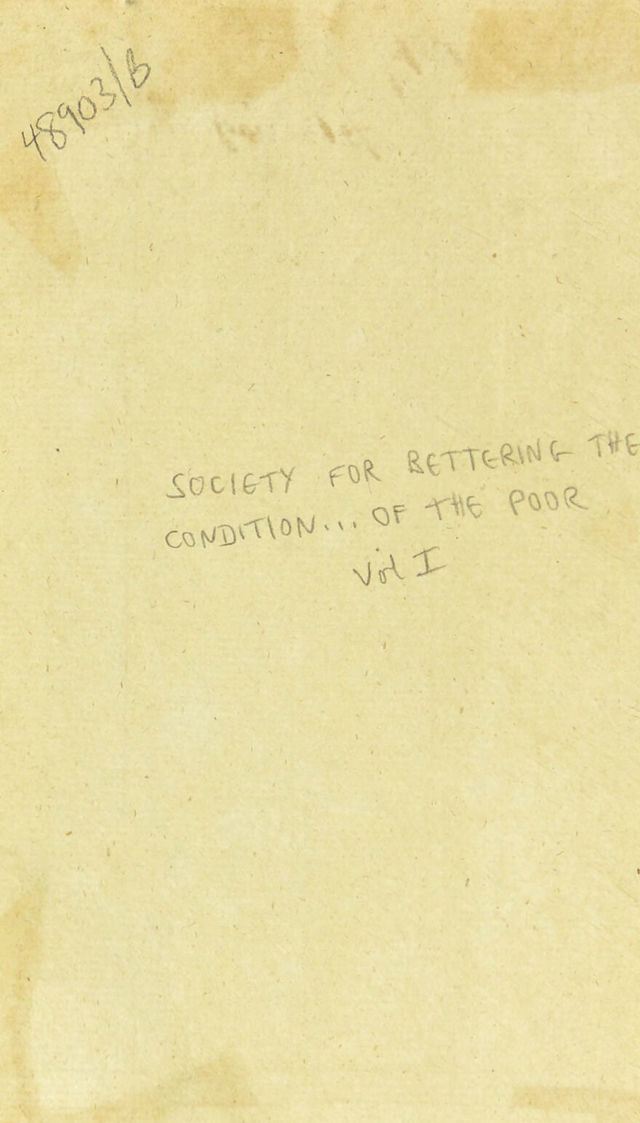 48903/B
SOCIETY FOR BETTERING THE
CONDITION... OF THE POOR
Vol I